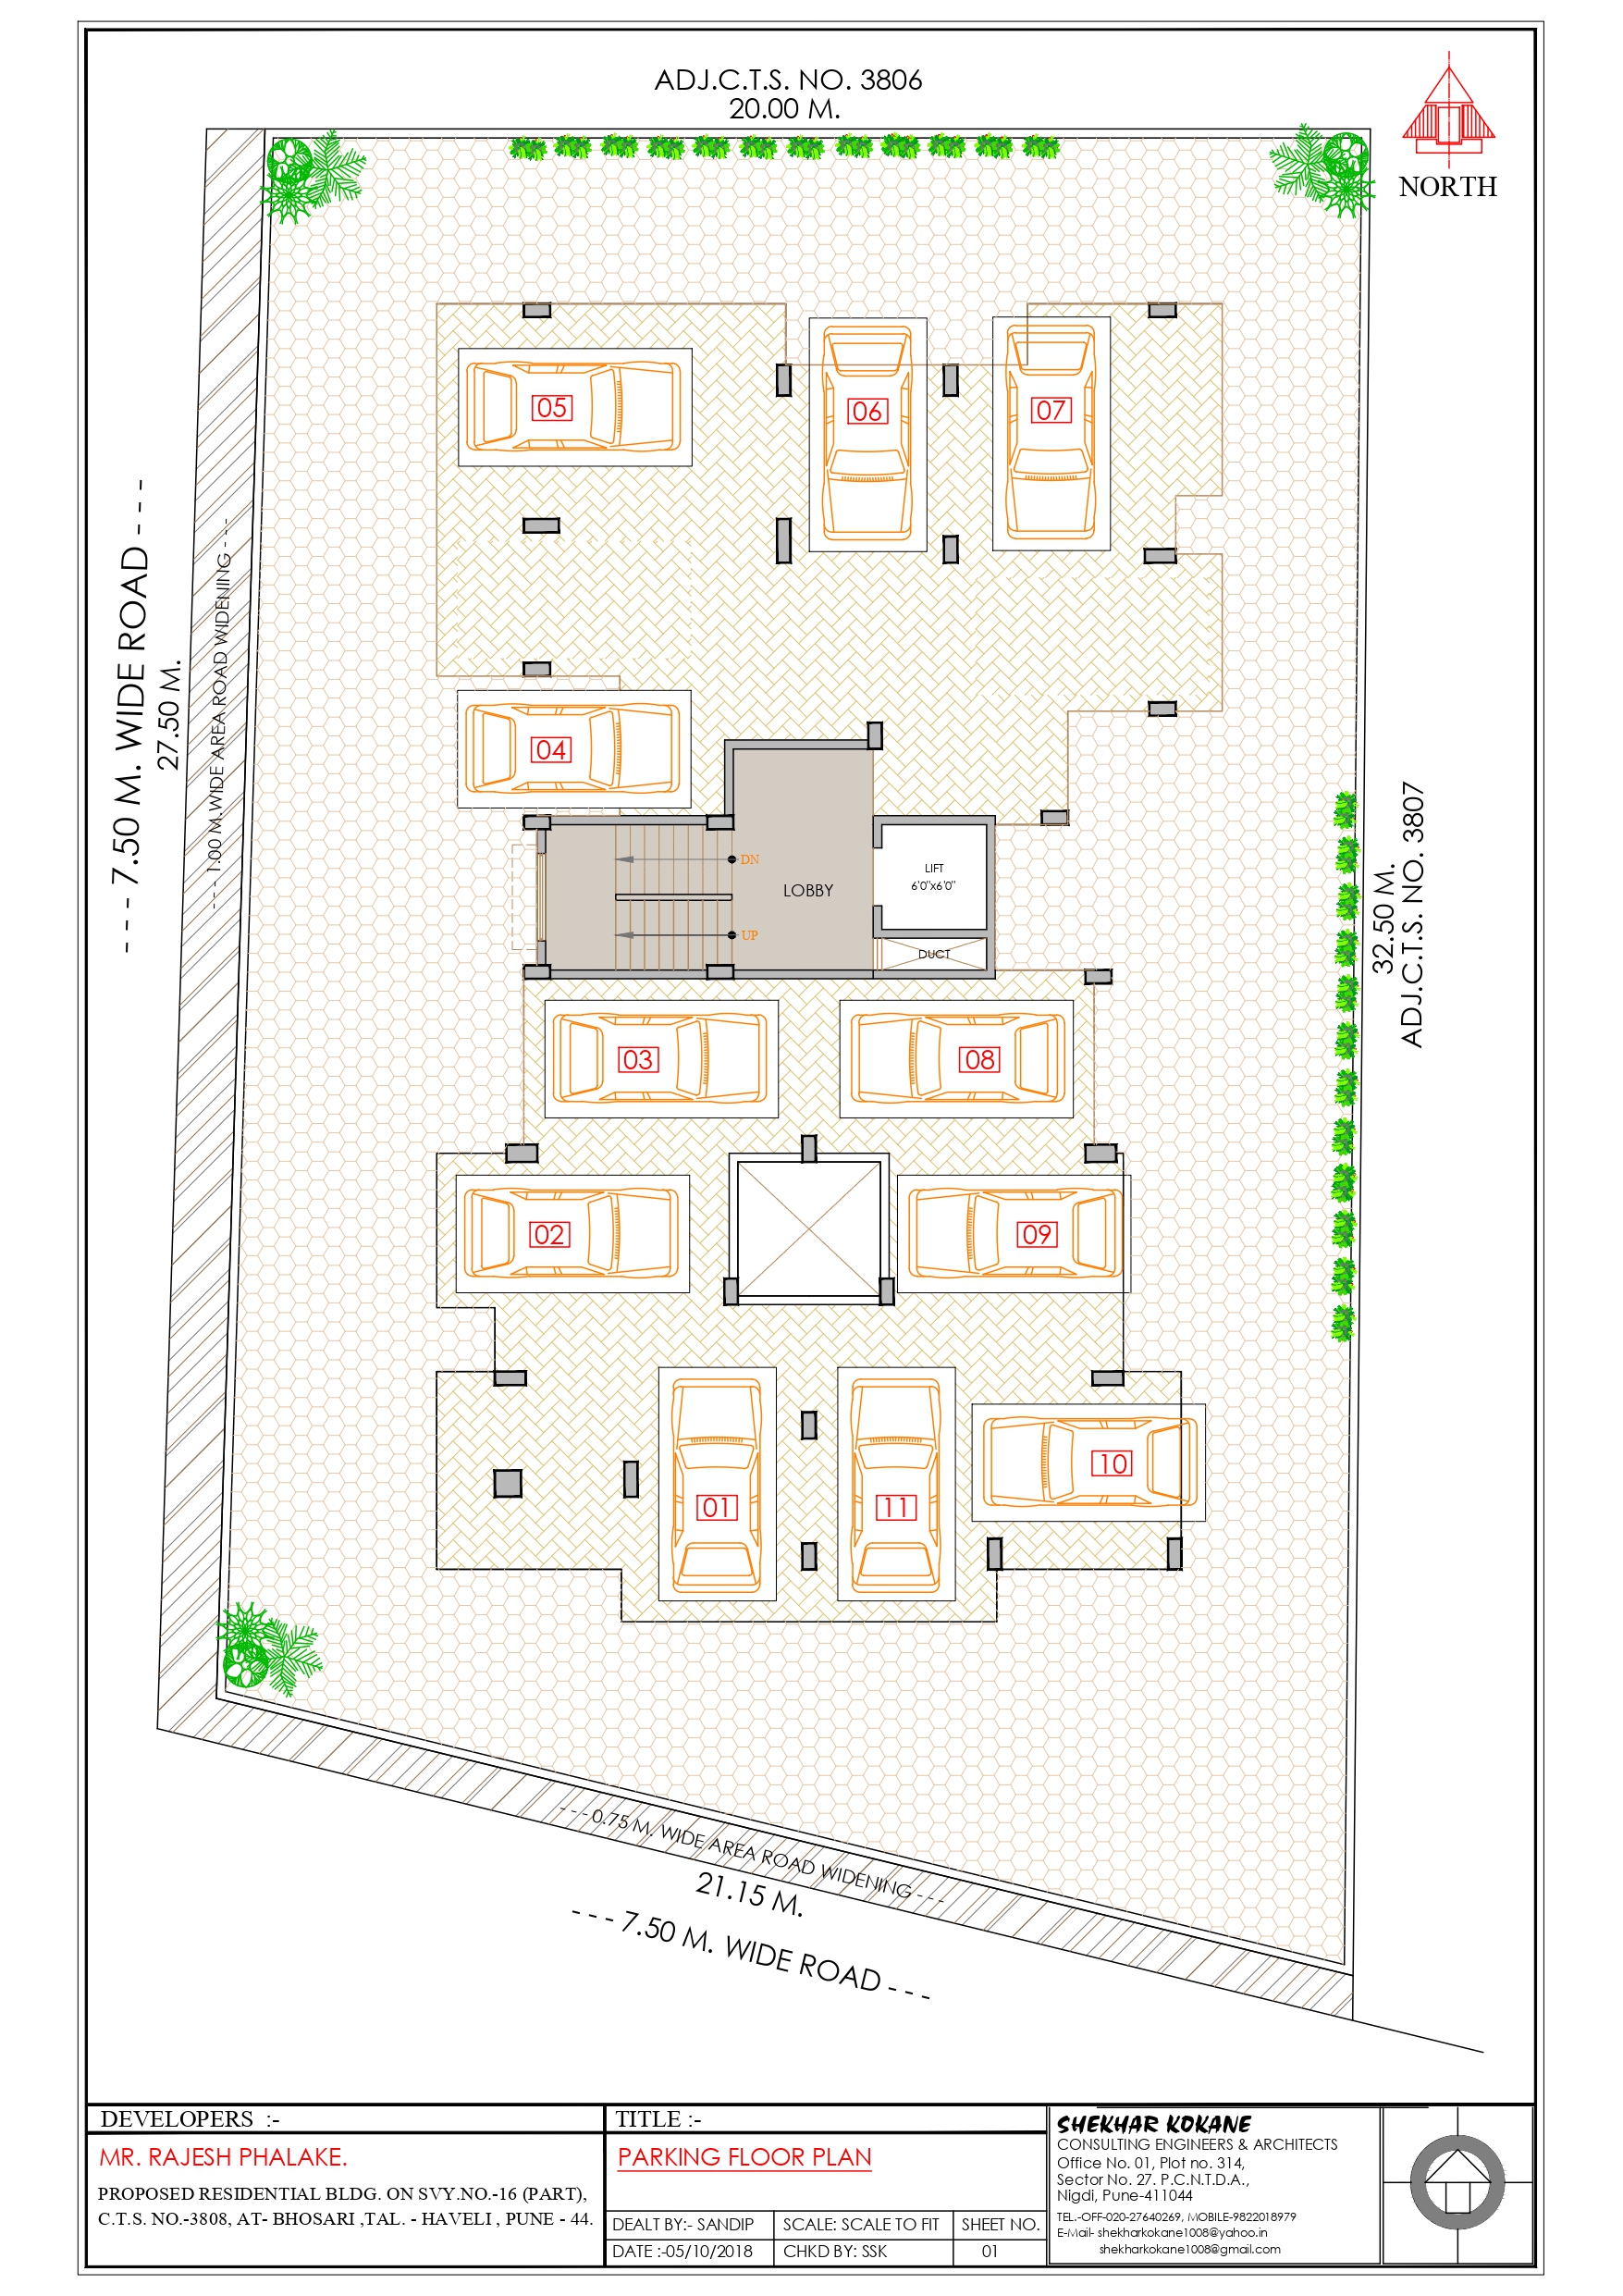 ADJ.C.T.S. NO. 3806
20.00 M.
NORTH
- - - 7.50 M. WIDE ROAD - - -
27.50 M.
- - - 1.00 M.WIDE AREA ROAD WIDENING - - -
05
06
07
04
DN
LOBBY
UP
LIFT
6'0"x6'0"
DUCT
32.50 M.
ADJ.C.T.S. NO. 3807
03
08
02
09
01
11
10
- - - 0.75 M. WIDE AREA ROAD WIDENING - - -
21.15 M.
- - - 7.50 M. WIDE ROAD - - - -
DEVELOPERS :-
MR. RAJESH PHALAKE.
PROPOSED RESIDENTIAL BLDG. ON SVY.NO.-16 (PART),
C.T.S. NO.-3808, AT- BHOSARI ,TAL. - HAVELI , PUNE - 44.
TITLE :-
PARKING FLOOR PLAN
DEALT BY:- SANDIP
SCALE: SCALE TO FIT
SHEET NO.
DATE :-05/10/2018
CHKD BY: SSK
01
SHEKHAR KOKANE
CONSULTING ENGINEERS & ARCHITECTS
Office No. 01, Plot no. 314,
Sector No. 27. P.C.N.T.D.A.,
Nigdi, Pune-411044
TEL.-OFF-020-27640269, MOBILE-9822018979
E-Mail- shekharkokane1008@yahoo.in
shekharkokane1008@gmail.com